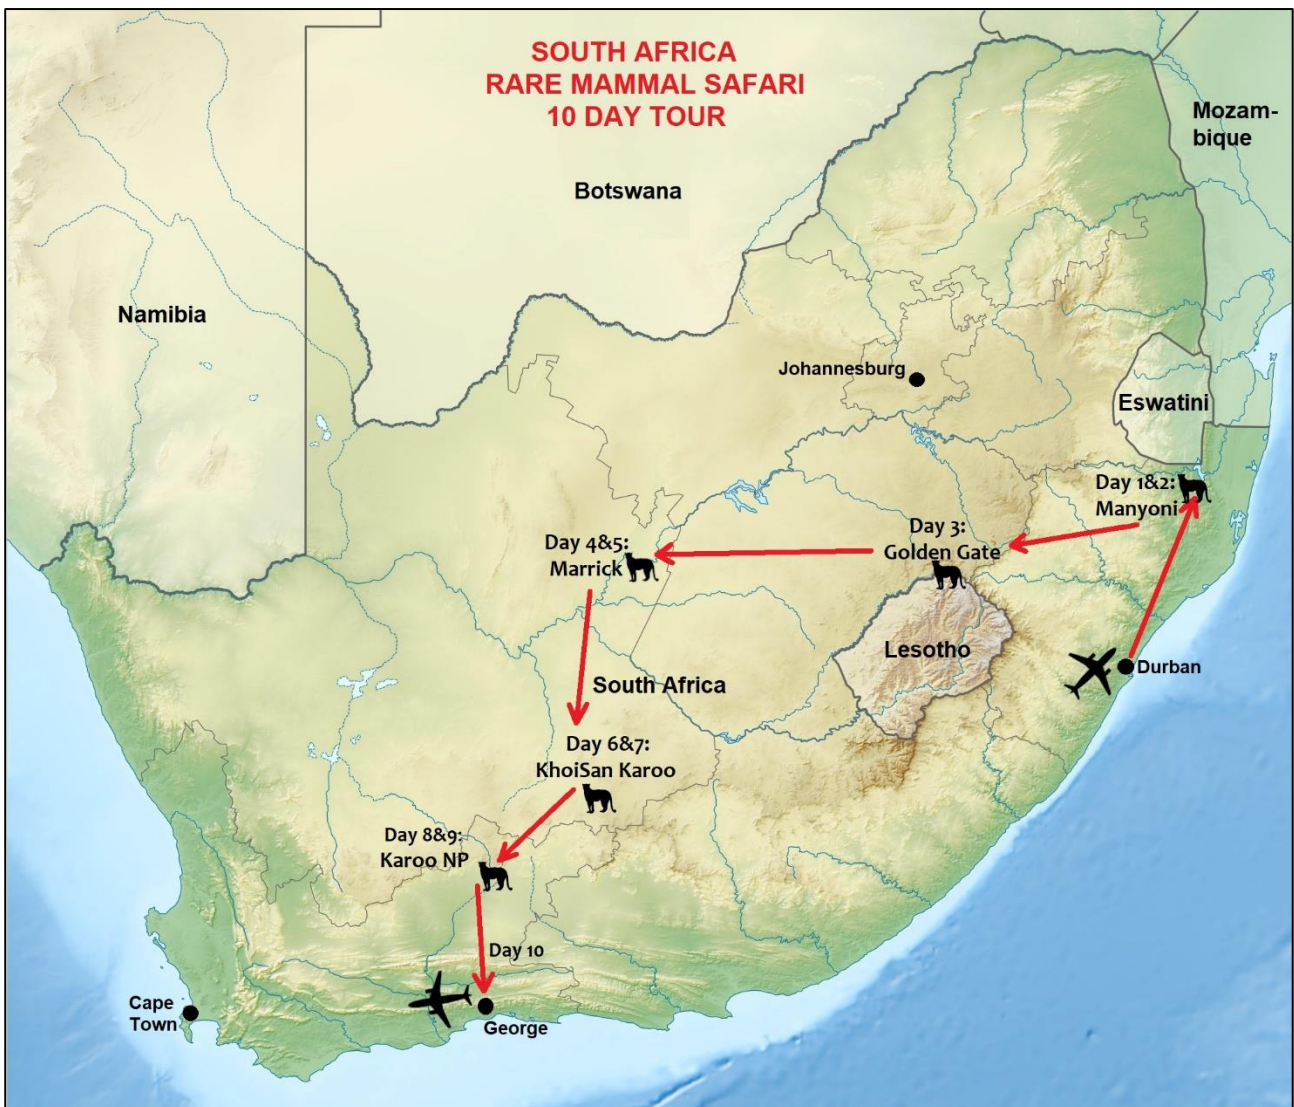 SOUTH AFRICA
RARE MAMMAL SAFARI
10 DAY TOUR
Mozam-
bique
Botswana
Namibia
Johannesburg
Eswatini
Day 1&2:
Manyoni
Day 3:
Golden Gate
Day 4&5:
Marrick
Lesotho
Durban
South Africa
Day 6&7:
KhoiSan Karoo
Day 8&9:
Karoo NP
Day 10
Cape
Town
George